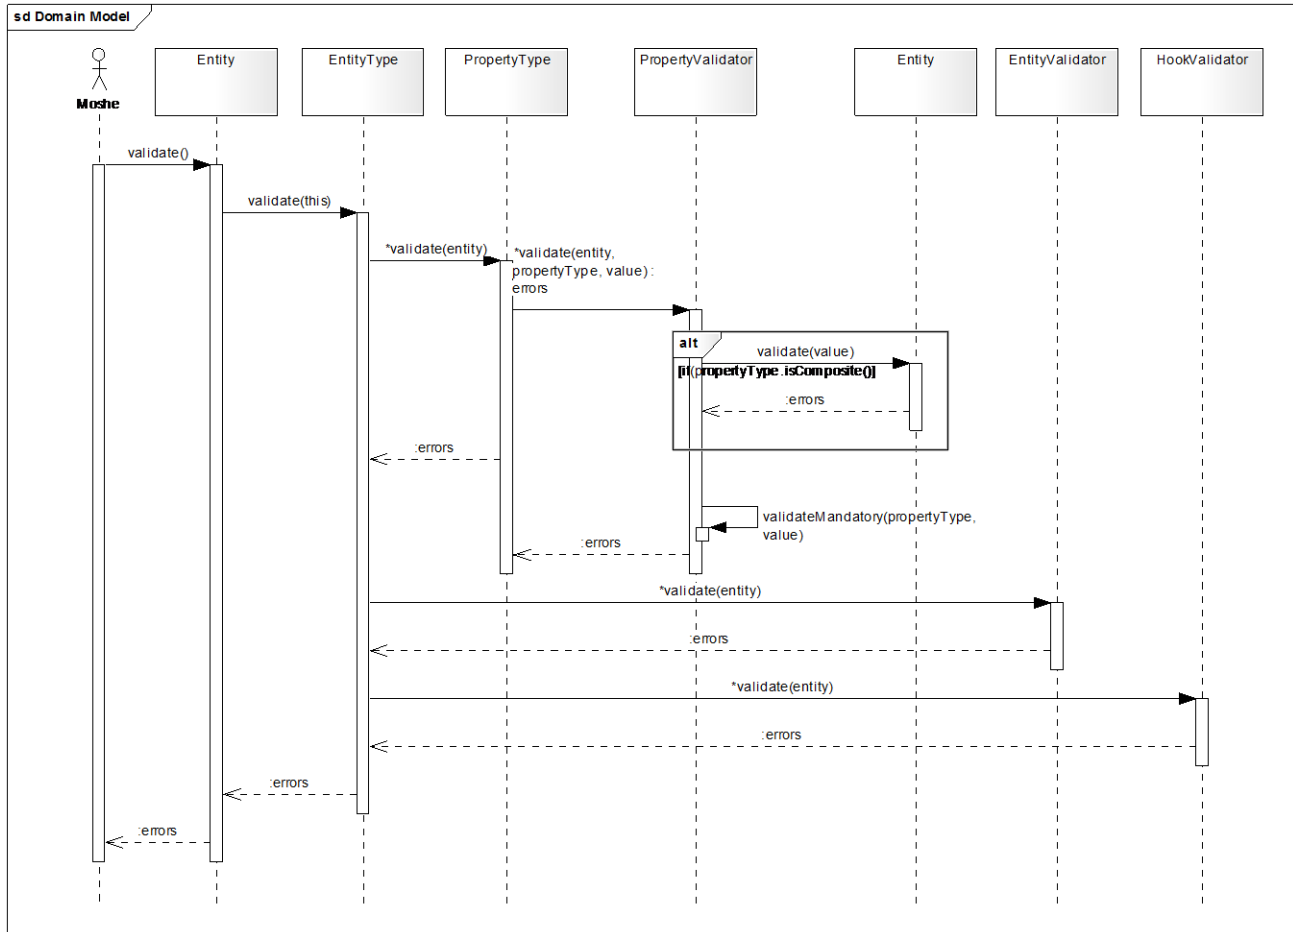 sd Domain Model
Moshe
Entity
EntityType
PropertyType
PropertyValidator
Entity
EntityValidator
HookValidator
validate()
validate(this)
*validate(entity)
*validate(entity,
propertyType, value) :
errors
alt
validate(value)
[if(propertyType.isComposite()]
:errors
:errors
validateMandatory(propertyType,
value)
:errors
*validate(entity)
:errors
*validate(entity)
:errors
:errors
:errors